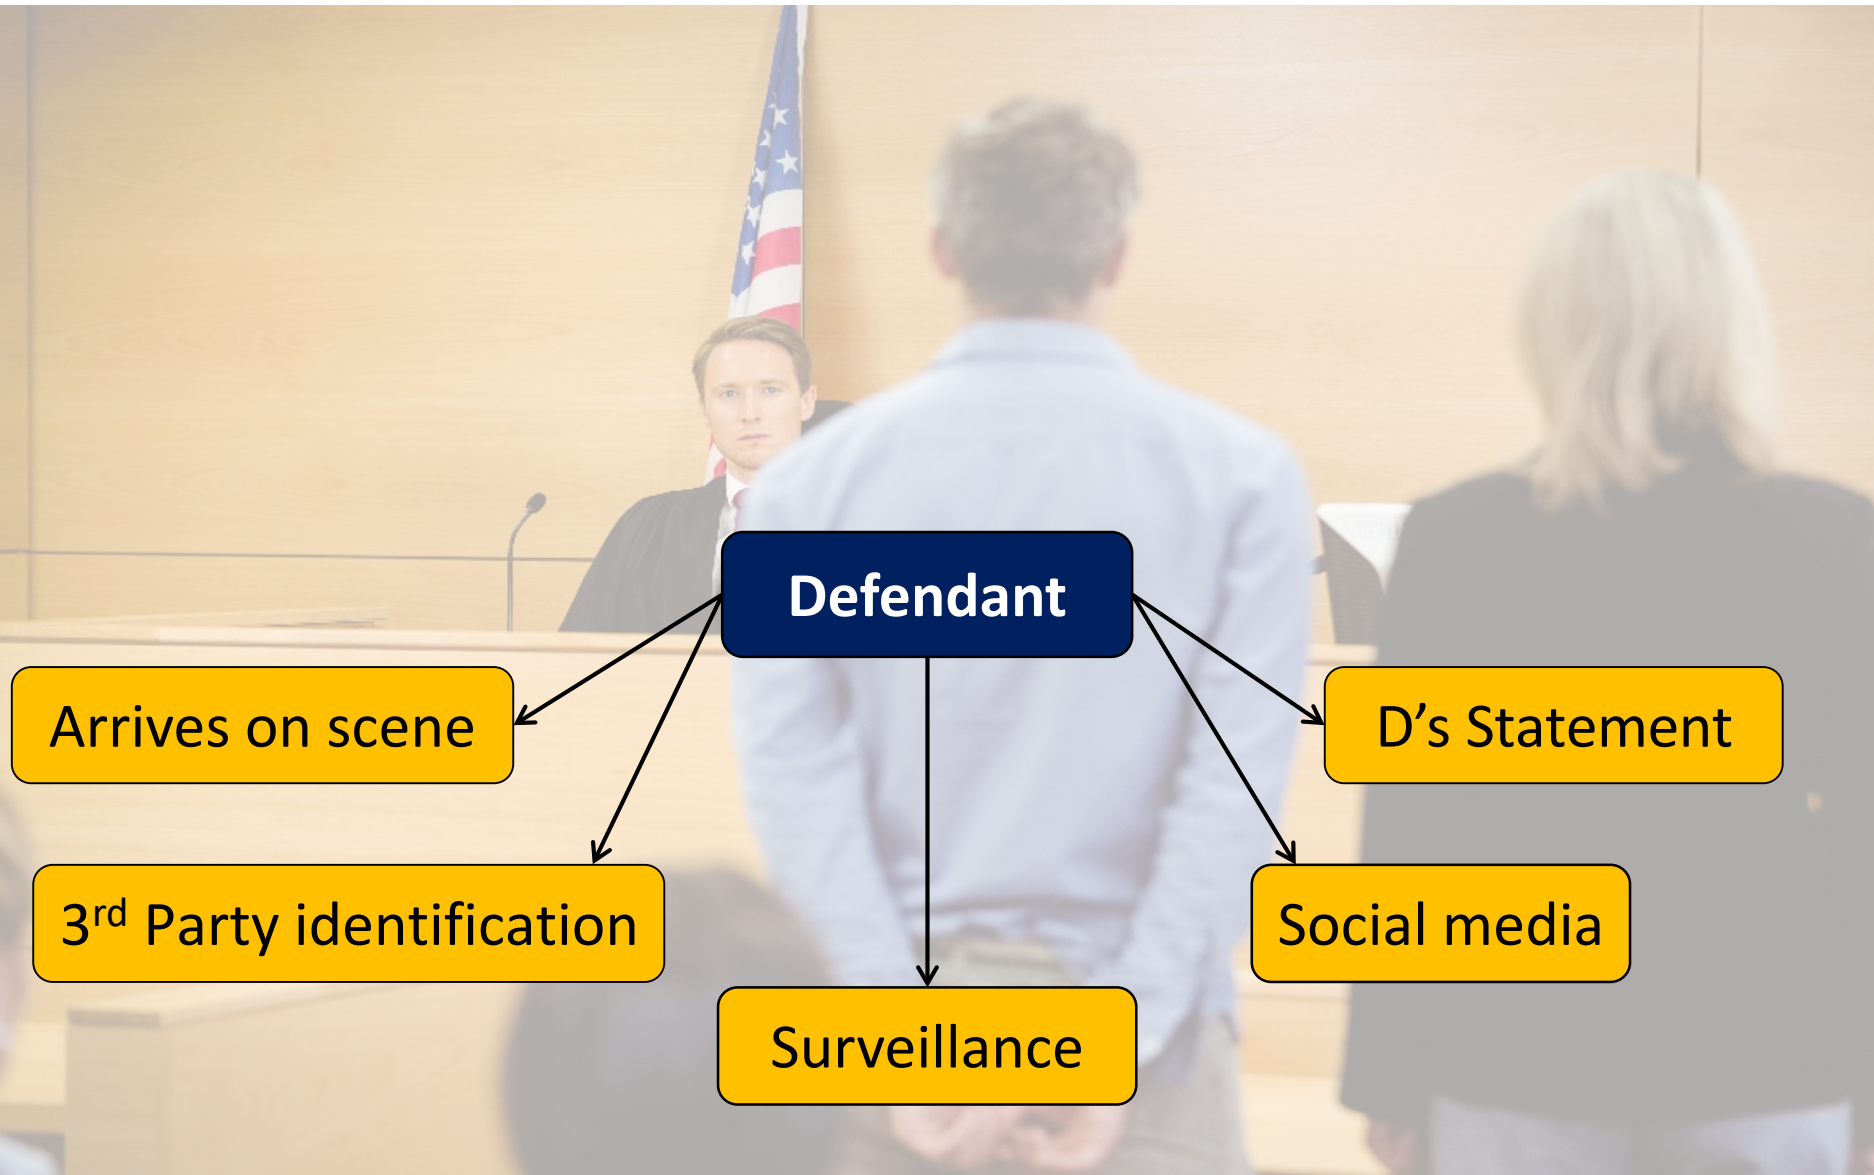 Defendant
Arrives on scene
D’s Statement
3rd Party identification
Social media
Surveillance